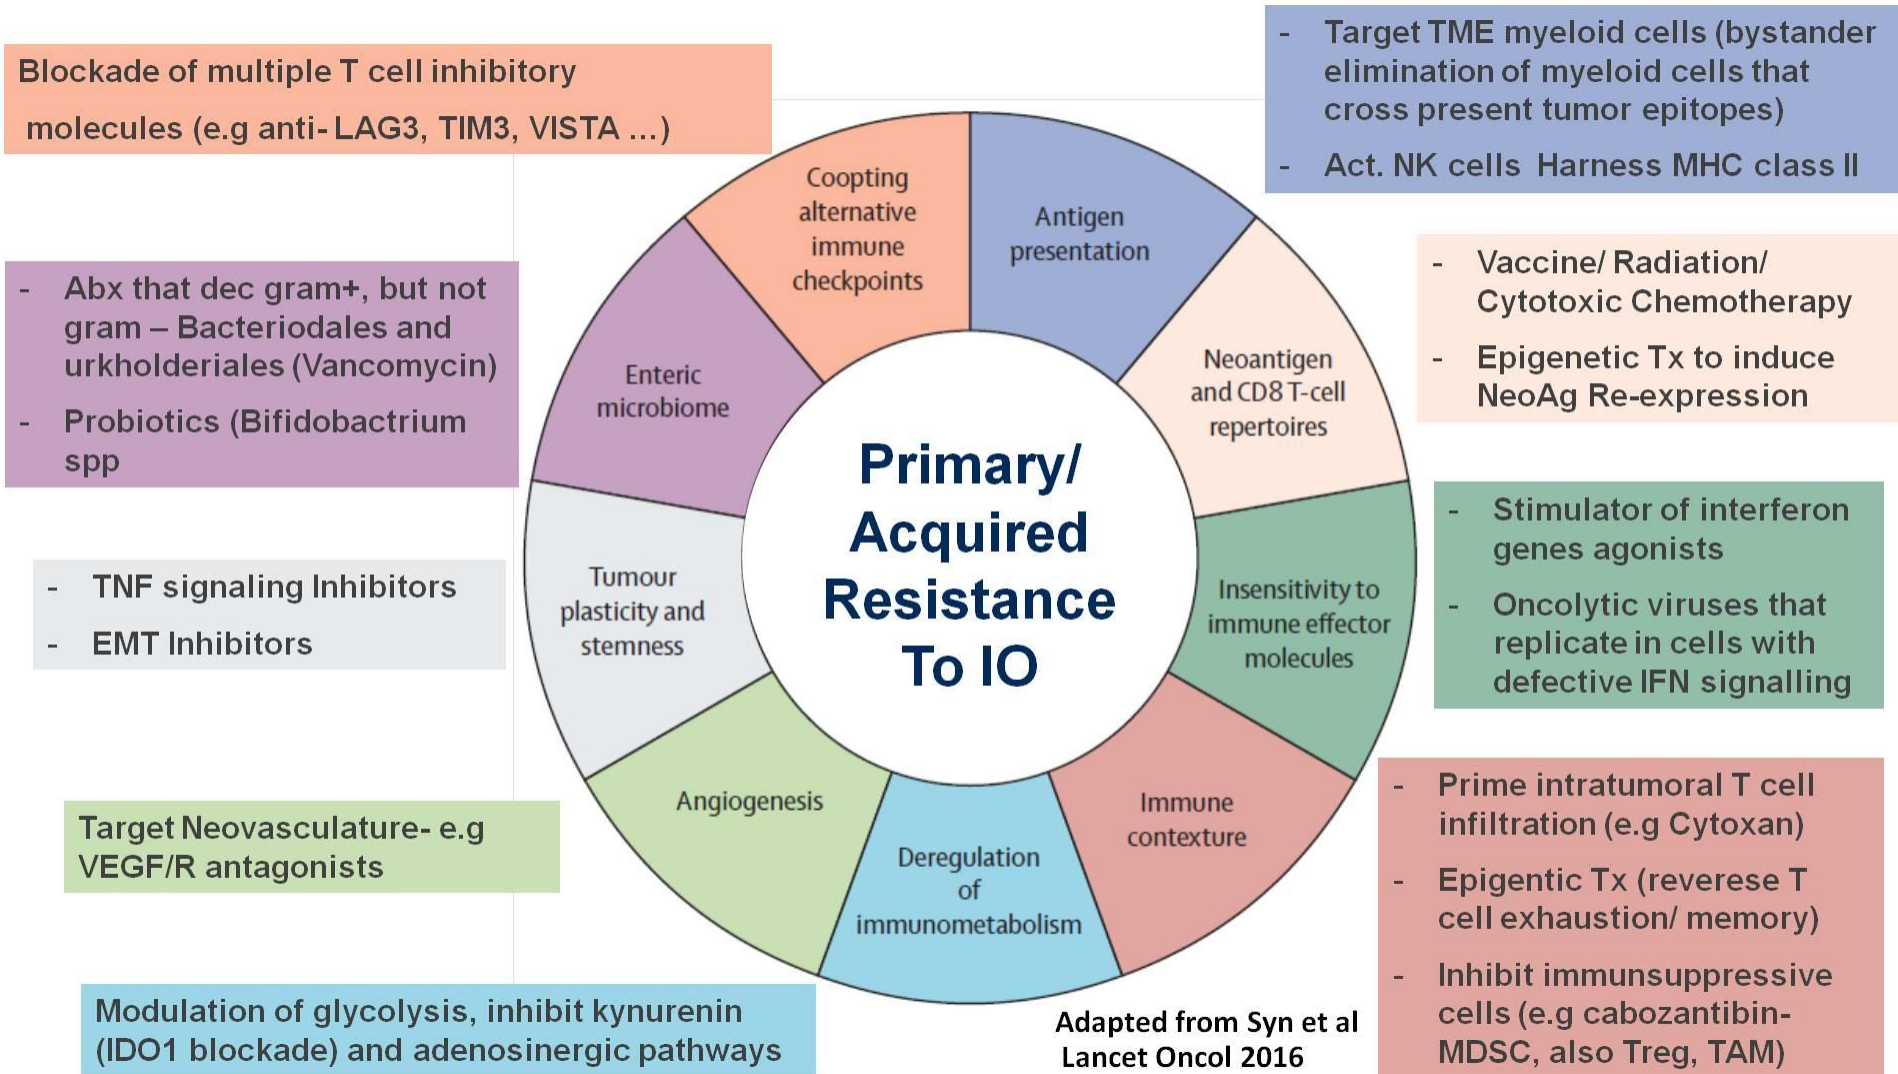 Blockade of multiple T cell inhibitory
molecules (e.g anti- LAG3, TIM3, VISTA ...)
- Target TME myeloid cells (bystander
elimination of myeloid cells that
cross present tumor epitopes)
- Act. NK cells Harness MHC class II
- Abx that dec gram+, but not
gram – Bacteriodales and
urkholderiales (Vancomycin)
- Probiotics (Bifidobactrium
spp
- Vaccine/ Radiation/
Cytotoxic Chemotherapy
- Epigenetic Tx to induce
NeoAg Re-expression
- TNF signaling Inhibitors
- EMT Inhibitors
- Stimulator of interferon
genes agonists
- Oncolytic viruses that
replicate in cells with
defective IFN signalling
Target Neovasculature- e.g
VEGF/R antagonists
- Prime intratumoral T cell
infiltration (e.g Cytoxan)
- Epigentic Tx (reverese T
cell exhaustion/ memory)
- Inhibit immunsuppressive
cells (e.g cabozantibin-
MDSC, also Treg, TAM)
Modulation of glycolysis, inhibit kynurenin
(IDO1 blockade) and adenosinergic pathways
Coopting
alternative
immune
checkpoints
Antigen
presentation
Neoantigen
and CD8 T-cell
repertoires
Insensitivity to
immune effector
molecules
Immune
contexture
Deregulation
of
immunometabolism
Angiogenesis
Tumour
plasticity and
stemness
Enteric
microbiome
Primary/
Acquired
Resistance
To IO
Adapted from Syn et al
Lancet Oncol 2016